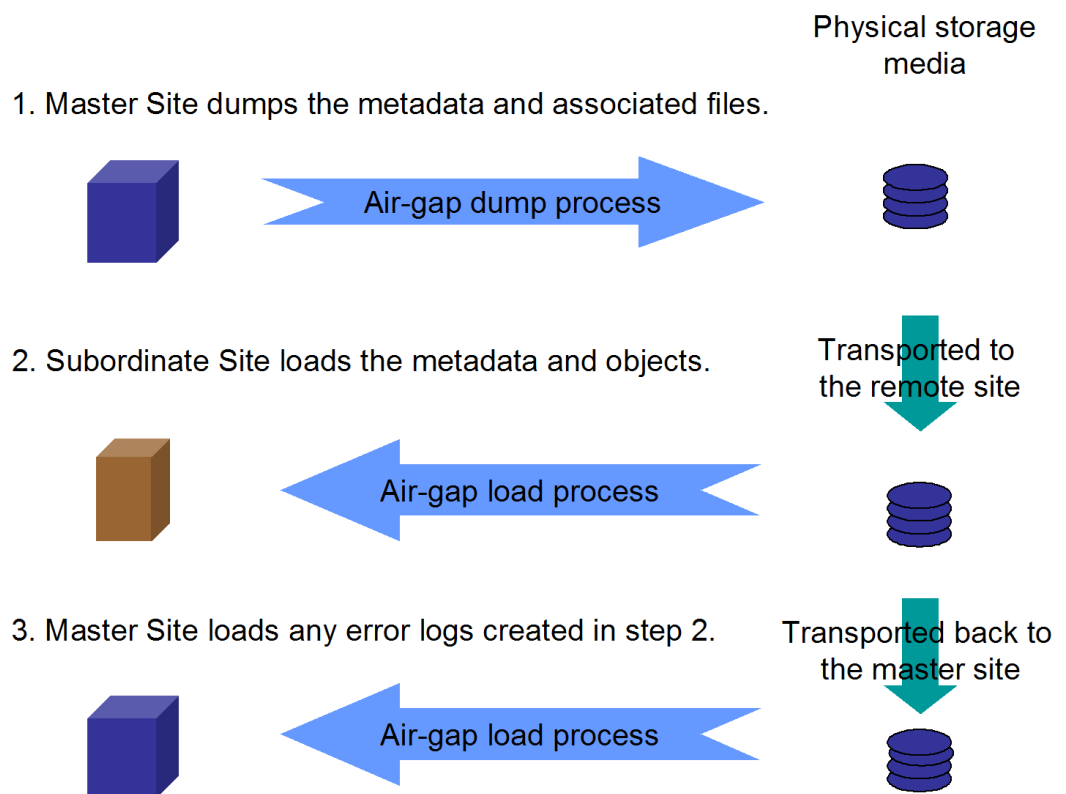 Physical storage
media
1. Master Site dumps the metadata and associated files.
Air-gap dump process
2. Subordinate Site loads the metadata and objects.
Transported to
the remote site
Air-gap load process
3. Master Site loads any error logs created in step 2.
Transported back to
the master site
Air-gap load process